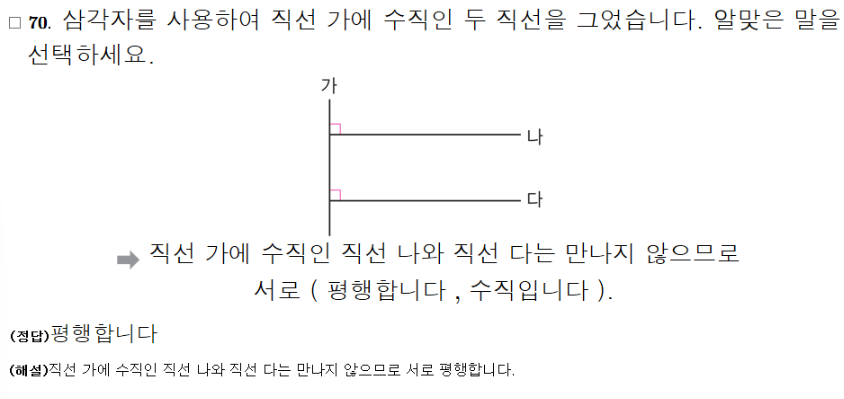 □ 70. 삼각자를 사용하여 직선 가에 수직인 두 직선을 그었습니다. 알맞은 말을
선택하세요.
가
나
다
➡ 직선 가에 수직인 직선 나와 직선 다는 만나지 않으므로
서로 ( 평행합니다 , 수직입니다 ).
(정답)평행합니다
(해설)직선 가에 수직인 직선 나와 직선 다는 만나지 않으므로 서로 평행합니다.